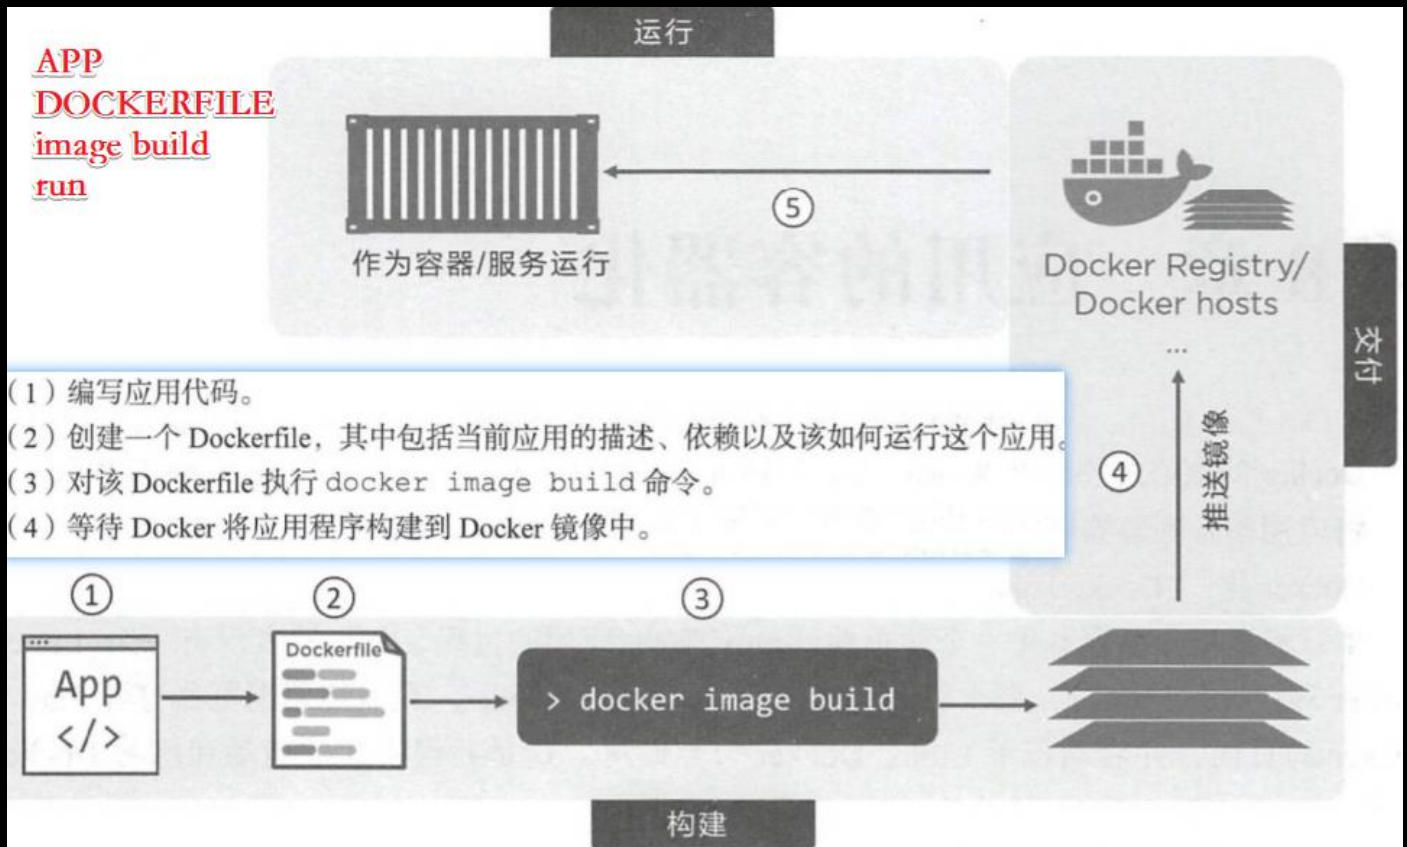 运行
APP
DOCKERFILE
image build
run
⑤
作为容器/服务运行
Docker Registry/
Docker hosts
...
交付
(1)编写应用代码。
(2)创建一个 Dockerfile，其中包括当前应用的描述、依赖以及该如何运行这个应用。
(3)对该 Dockerfile 执行 docker image build 命令。
(4)等待 Docker 将应用程序构建到 Docker 镜像中。
④
推送镜像
①
②
③
App
</>
Dockerfile
> docker image build
构建